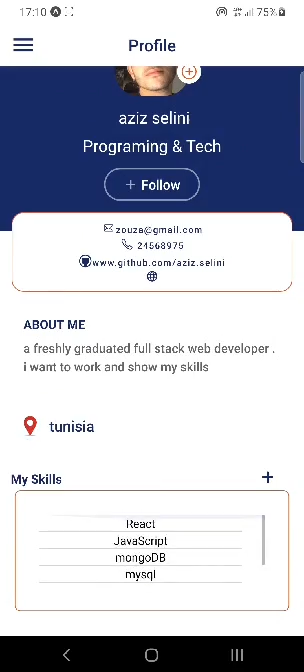 17:10 75%
Profile
aziz selini
Programing & Tech
+ Follow
zouza@gmail.com
24568975
www.github.com/aziz.selini
ABOUT ME
a freshly graduated full stack web developer .
i want to work and show my skills
tunisia
My Skills +
React
JavaScript
mongoDB
mysql